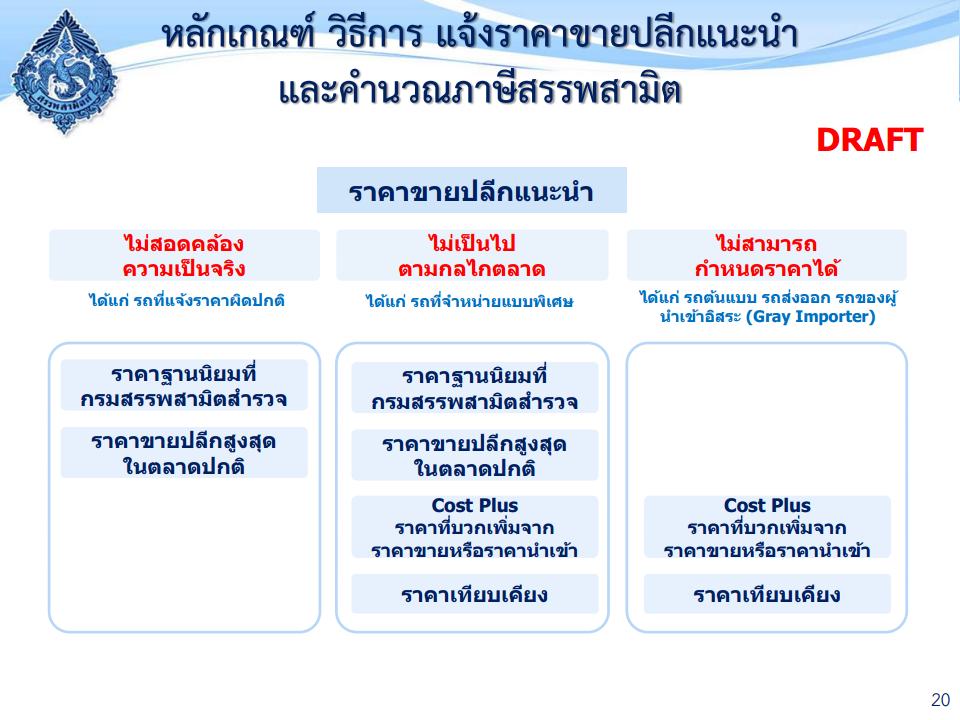 หลักเกณฑ์ วิธีการ แจ้งราคาขายปลีกแนะนำ
และคำนวณภาษีสรรพสามิต
สรรพสามิต
DRAFT
ราคาขายปลีกแนะนำ
ไม่สอดคล้อง
ความเป็นจริง
ได้แก่ รถที่แจ้งราคาผิดปกติ
ราคาฐานนิยมที่
กรมสรรพสามิตสำรวจ
ราคาขายปลีกสูงสุด
ในตลาดปกติ
ไม่เป็นไป
ตามกลไกตลาด
ได้แก่ รถที่จำหน่ายแบบพิเศษ
ราคาฐานนิยมที่
กรมสรรพสามิตสำรวจ
ราคาขายปลีกสูงสุด
ในตลาดปกติ
Cost Plus
ราคาที่บวกเพิ่มจาก
ราคาขายหรือราคานำเข้า
ราคาเทียบเคียง
ไม่สามารถ
กำหนดราคาได้
ได้แก่ รถต้นแบบ รถส่งออก รถของผู้
นำเข้าอิสระ (Gray Importer)
Cost Plus
ราคาที่บวกเพิ่มจาก
ราคาขายหรือราคานำเข้า
ราคาเทียบเคียง
20